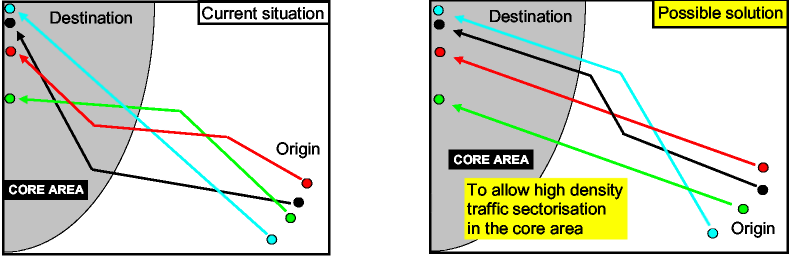 Destination
Current situation
Origin
CORE AREA
Destination
Possible solution
CORE AREA
To allow high density
traffic sectorisation
in the core area
Origin